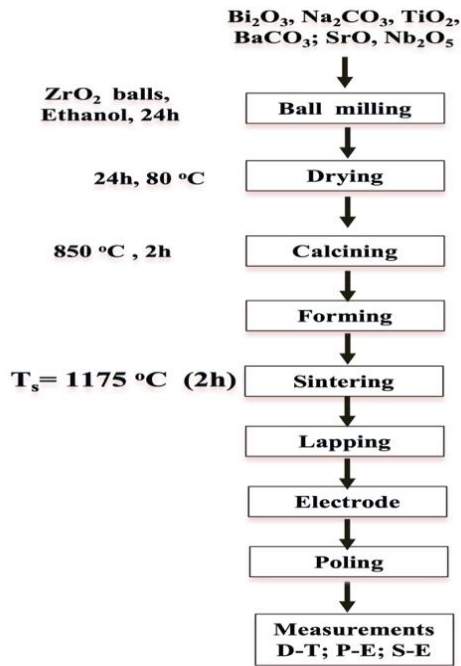 Bi₂O₃, Na₂CO₃, TiO₂,
BaCO₃; SrO, Nb₂O₅
ZrO₂ balls,
Ethanol, 24h
Ball milling
24h, 80 °C
Drying
850 °C , 2h
Calcining
Forming
Tₛ= 1175 °C (2h)
Sintering
Lapping
Electrode
Poling
Measurements
D-T; P-E; S-E